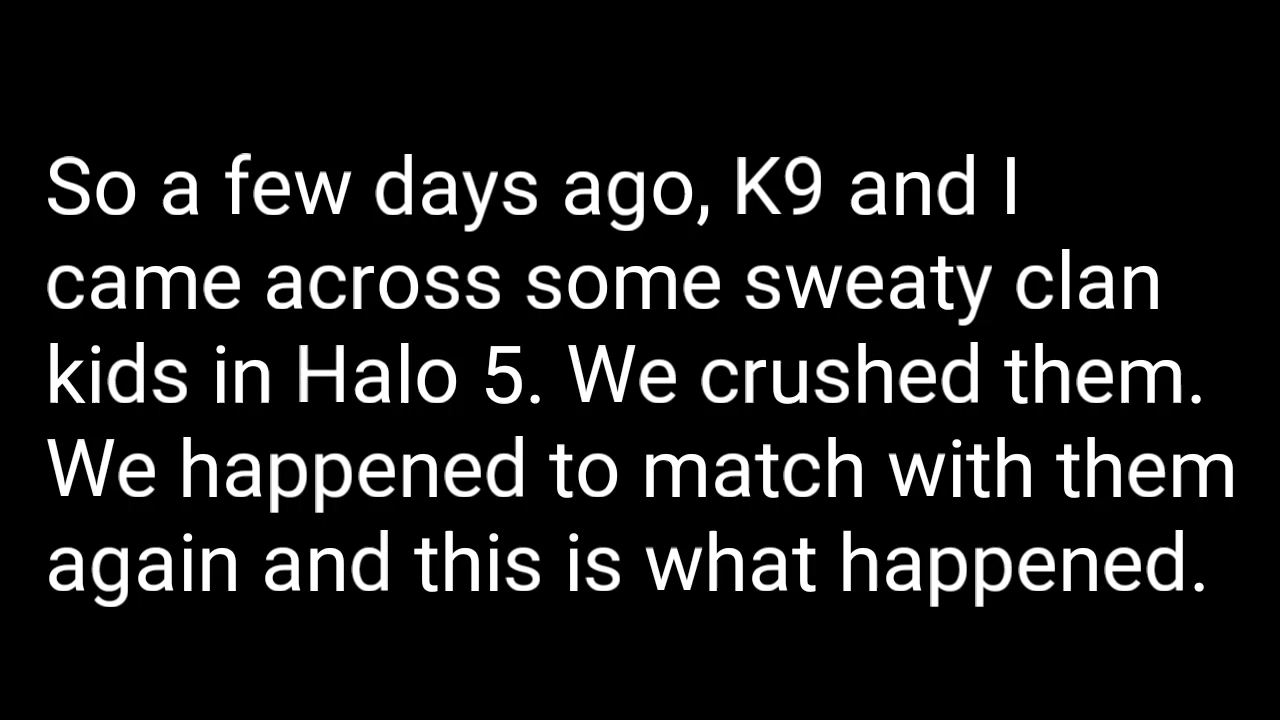 So a few days ago, K9 and I
came across some sweaty clan
kids in Halo 5. We crushed them.
We happened to match with them
again and this is what happened.